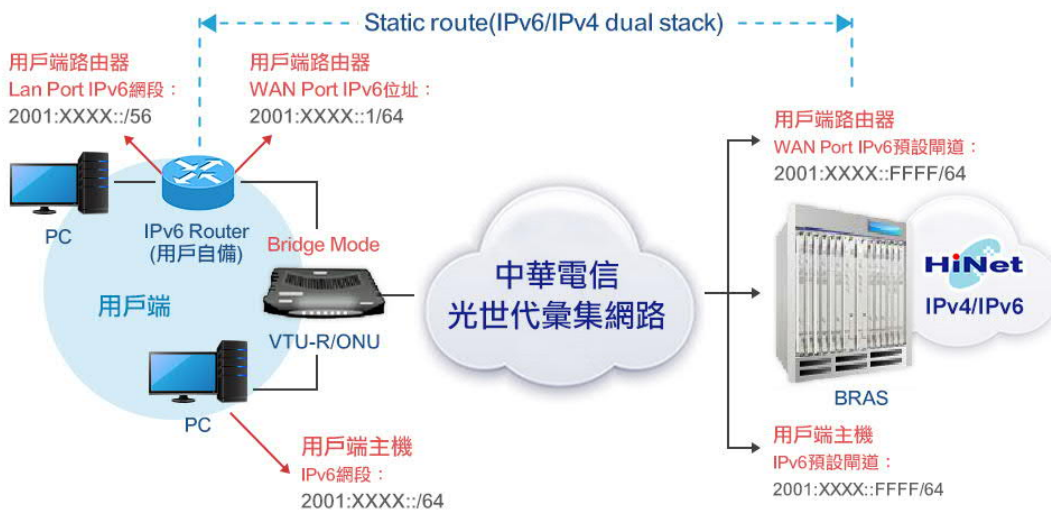 Static route(IPv6/IPv4 dual stack)
用戶端路由器
Lan Port IPv6網段：
2001:XXXX::/56
用戶端路由器
WAN Port IPv6位址：
2001:XXXX::1/64
用戶端路由器
WAN Port IPv6預設閘道：
2001:XXXX::FFFF/64
PC
IPv6 Router
(用戶自備)
Bridge Mode
用戶端
VTU-R/ONU
中華電信
光世代彙集網路
HiNet
IPv4/IPv6
BRAS
PC
用戶端主機
IPv6網段：
2001:XXXX::/64
用戶端主機
IPv6預設閘道：
2001:XXXX::FFFF/64